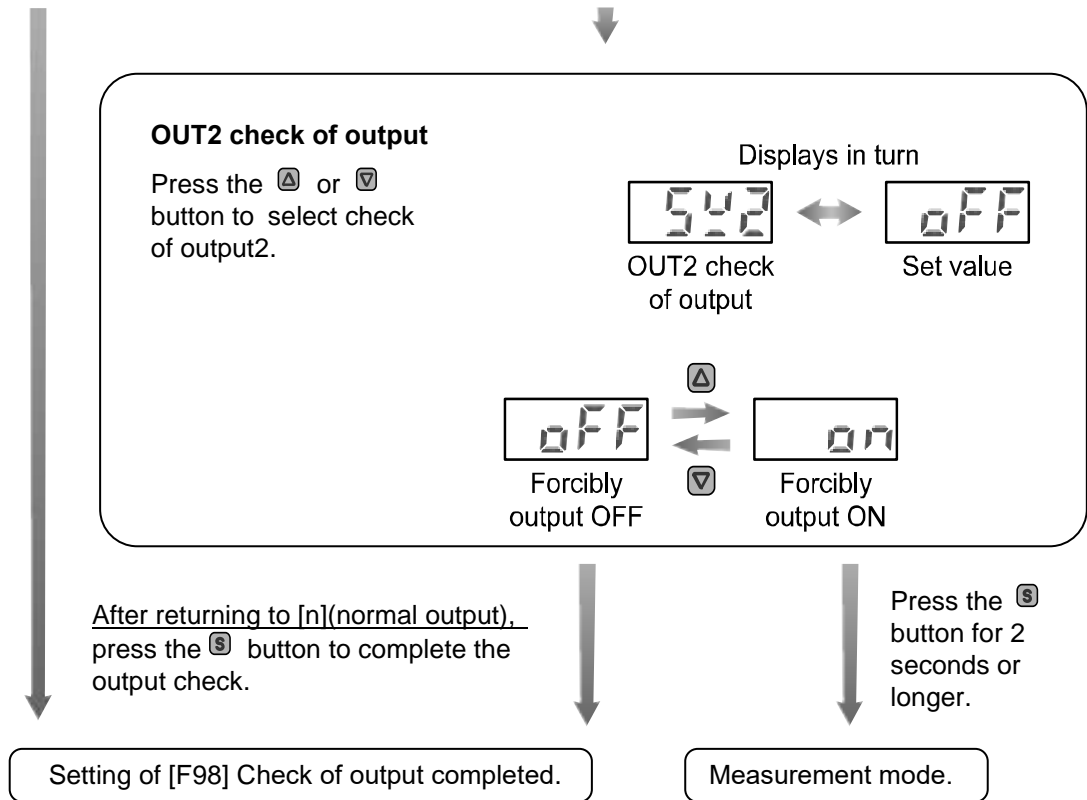 OUT2 check of output
Press the △ or ▽
button to select check
of output2.
Displays in turn
Sw2
oFF
OUT2 check
of output
Set value
△
oFF
on
▽
Forcibly
output OFF
Forcibly
output ON
After returning to [n](normal output),
press the S button to complete the
output check.
Press the S
button for 2
seconds or
longer.
Setting of [F98] Check of output completed.
Measurement mode.